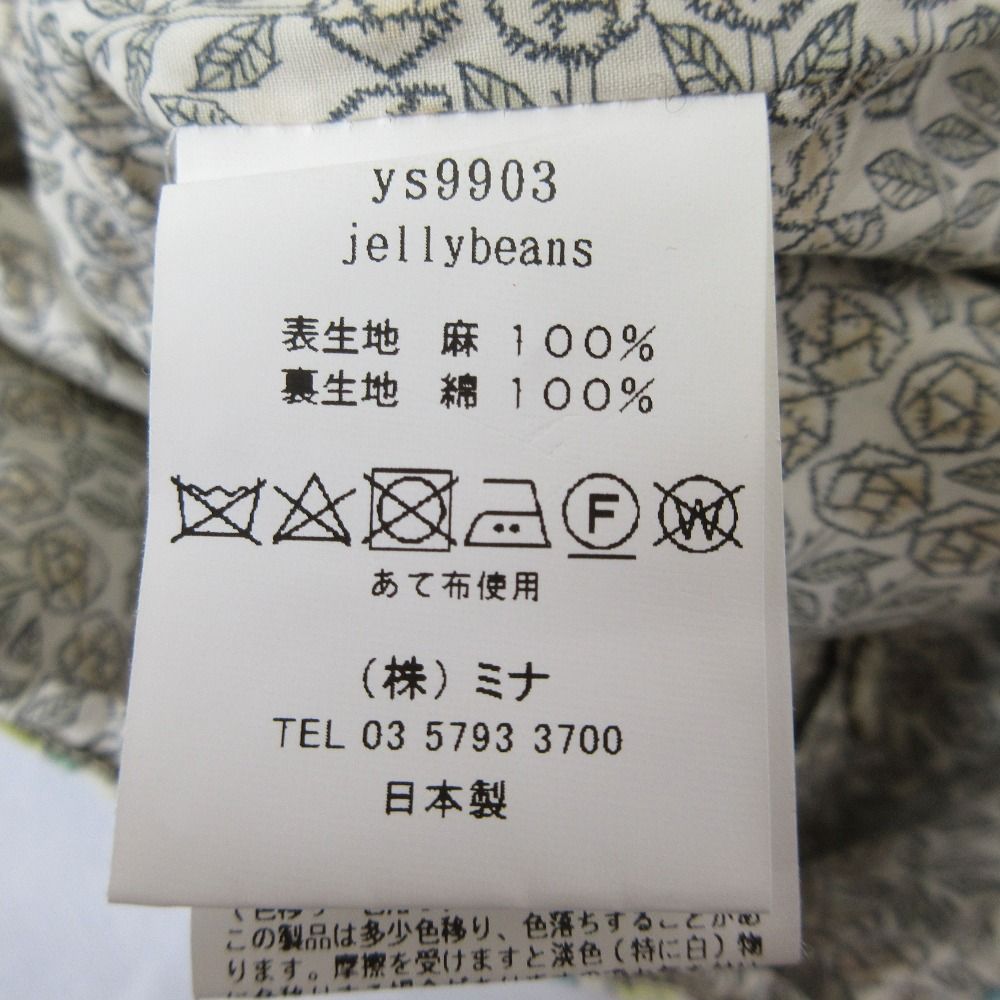 ys9903
jellybeans
表生地 麻 100%
裏生地 綿 100%
F W
あて布使用
(株)ミナ
TEL 03 5793 3700
日本製
この製品は多少色移り、色落ちすることがあ
ります。摩擦を受けますと淡色(特に白)物